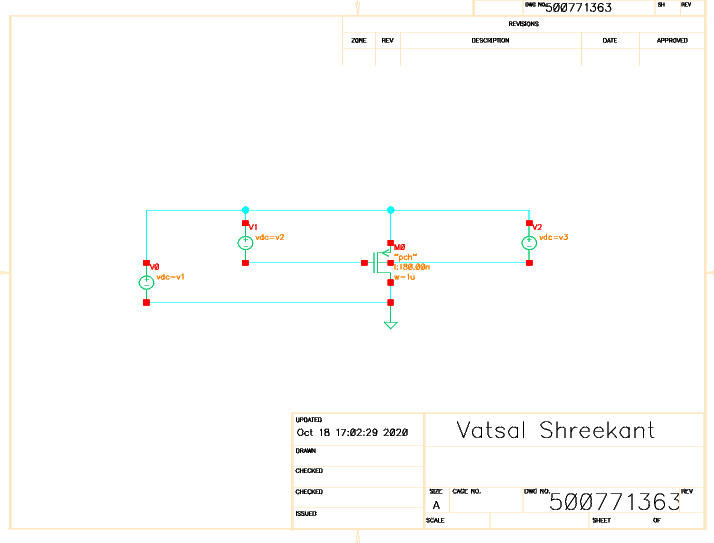 DWG NO. 500771363 SH REV
REVISIONS
ZONE REV DESCRIPTION DATE APPROVED
V1
vdc=v2
V2
vdc=v3
M0
"pch"
l:180.00n
w=1u
V0
vdc=v1
UPDATED
Oct 18 17:02:29 2020
DRAWN
CHECKED
CHECKED
ISSUED
Vatsal Shreekant
SIZE CAGE NO. DWG NO. 500771363 REV
A
SCALE SHEET OF